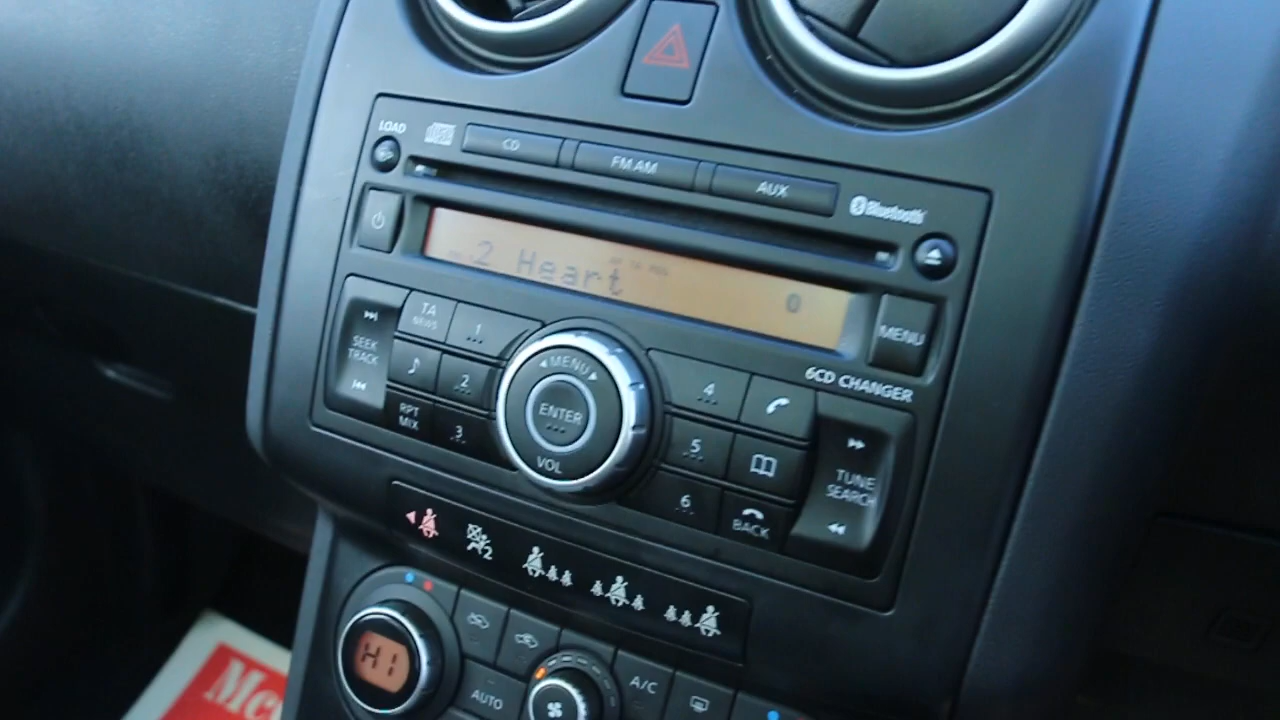 LOAD
CD
FM·AM
AUX
Bluetooth
2 Heart
0
MENU
6CD CHANGER
SEEK
TRACK
TA
NEWS
1
2
RPT
MIX
3
MENU
ENTER
VOL
4
5
6
BACK
TUNE
SEARCH
2
HI
AUTO
A/C